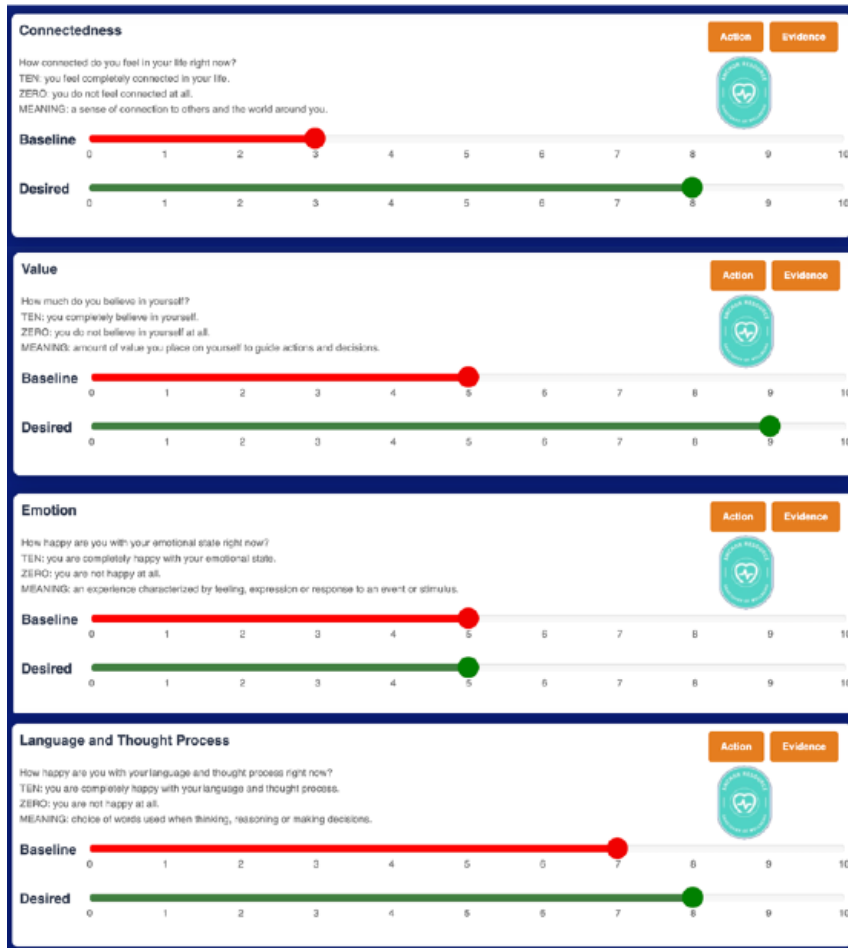 Connectedness
Action Evidence
How connected do you feel in your life right now?
TEN: you feel completely connected in your life.
ZERO: you do not feel connected at all.
MEANING: a sense of connection to others and the world around you.
Baseline
0 1 2 3 4 5 6 7 8 9 10
Desired
0 1 2 3 4 5 6 7 8 9 10
Value
Action Evidence
How much do you believe in yourself?
TEN: you completely believe in yourself.
ZERO: you do not believe in yourself at all.
MEANING: amount of value you place on yourself to guide actions and decisions.
Baseline
0 1 2 3 4 5 6 7 8 9 10
Desired
0 1 2 3 4 5 6 7 8 9 10
Emotion
Action Evidence
How happy are you with your emotional state right now?
TEN: you are completely happy with your emotional state.
ZERO: you are not happy at all.
MEANING: an experience characterized by feeling, expression or response to an event or stimulus.
Baseline
0 1 2 3 4 5 6 7 8 9 10
Desired
0 1 2 3 4 5 6 7 8 9 10
Language and Thought Process
Action Evidence
How happy are you with your language and thought process right now?
TEN: you are completely happy with your language and thought process.
ZERO: you are not happy at all.
MEANING: choice of words used when thinking, reasoning or making decisions.
Baseline
0 1 2 3 4 5 6 7 8 9 10
Desired
0 1 2 3 4 5 6 7 8 9 10